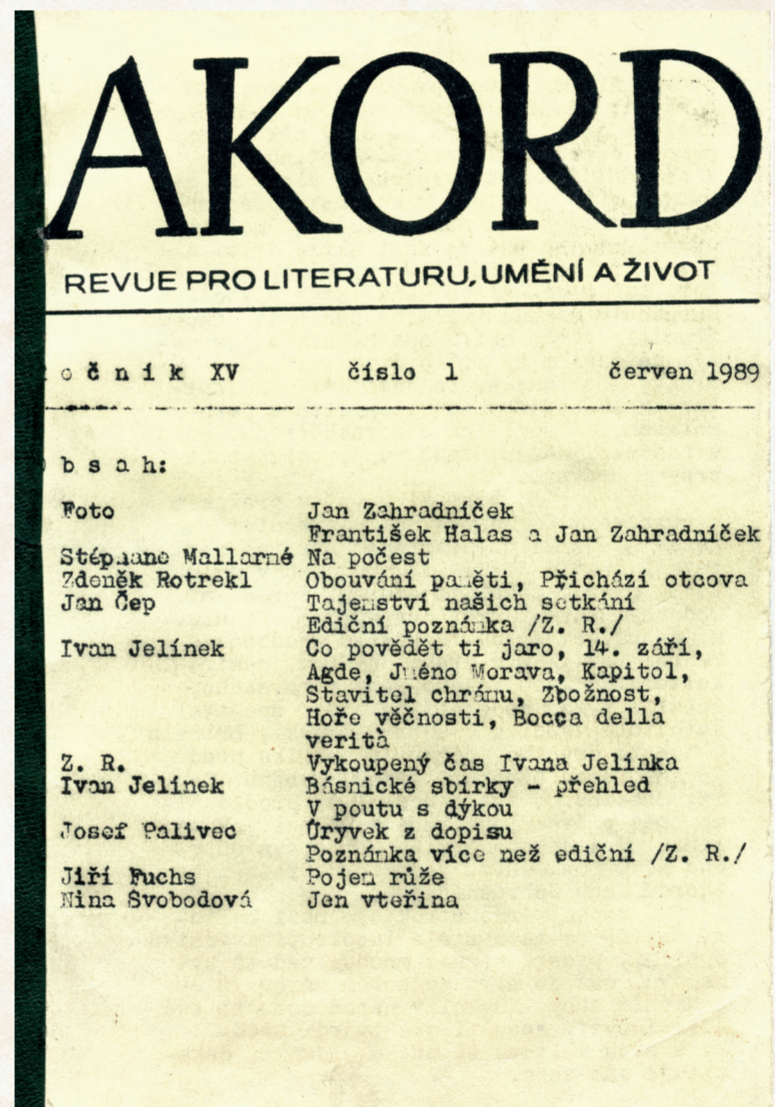 AKORD
REVUE PRO LITERATURU, UMĚNÍ A ŽIVOT
očník XV číslo 1 červen 1989
bsah:
Foto Jan Zahradníček
František Halas a Jan Zahradníček
Stéphane Mallarmé Na počest
Zdeněk Rotrekl Obouvání paměti, Přichází otcova
Jan Čep Tajemství našich setkání
Ediční poznámka /Z. R./
Ivan Jelínek Co povědět ti jaro, 14. září,
Agde, Jméno Morava, Kapitol,
Stavitel chrámu, Zbožnost,
Hoře věčnosti, Bocca della
verità
Z. R. Vykoupený čas Ivana Jelínka
Ivan Jelínek Básnické sbírky - přehled
V poutu s dýkou
Josef Palivec Úryvek z dopisu
Poznámka více než ediční /Z. R./
Jiří Fuchs Pojem růže
Nina Svobodová Jen vteřina